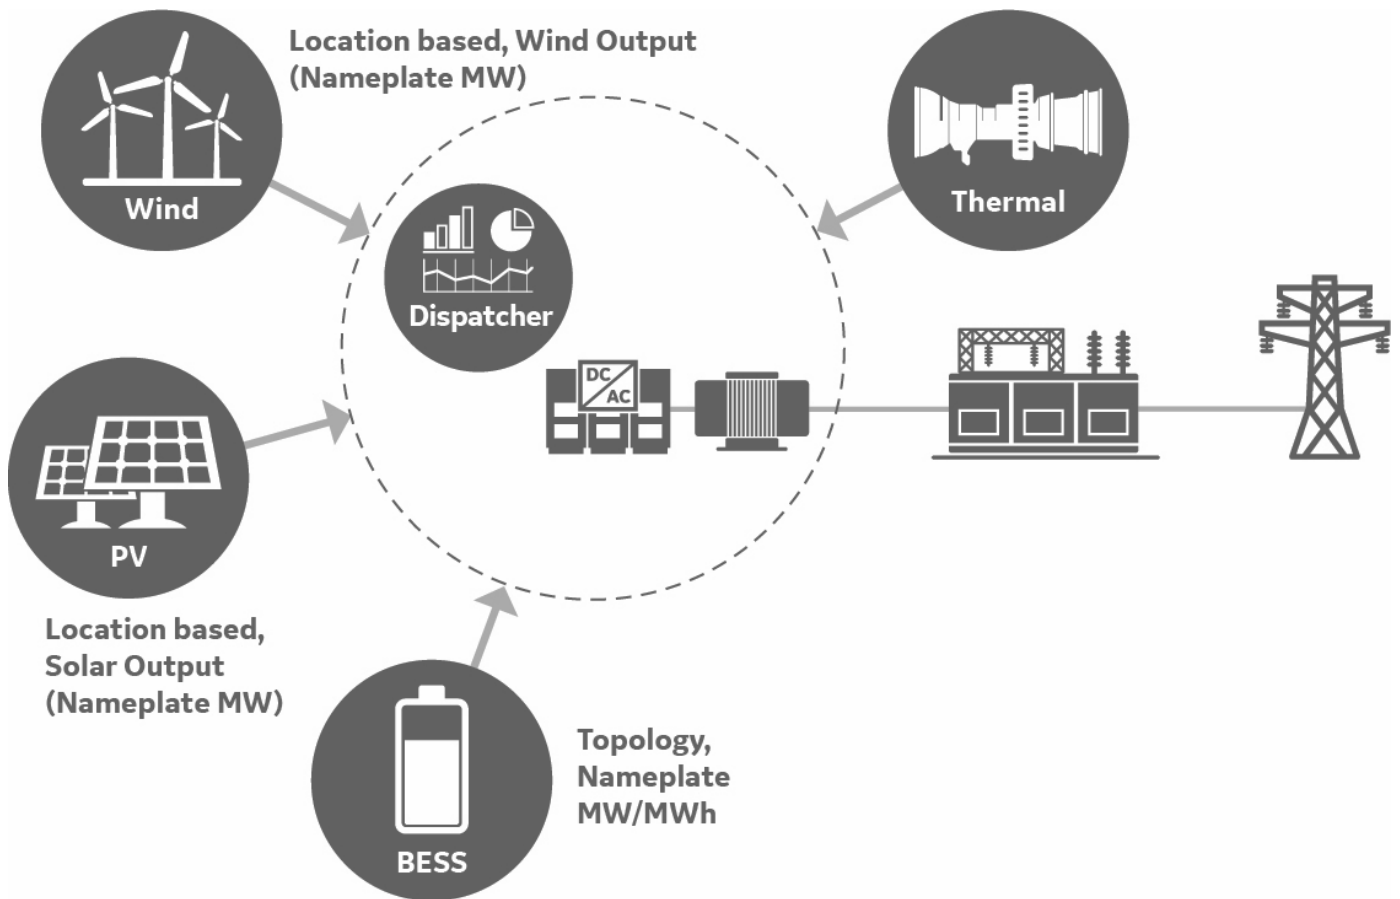 Location based, Wind Output
(Nameplate MW)
Wind
Thermal
Dispatcher
DC
AC
PV
Location based,
Solar Output
(Nameplate MW)
Topology,
Nameplate
MW/MWh
BESS